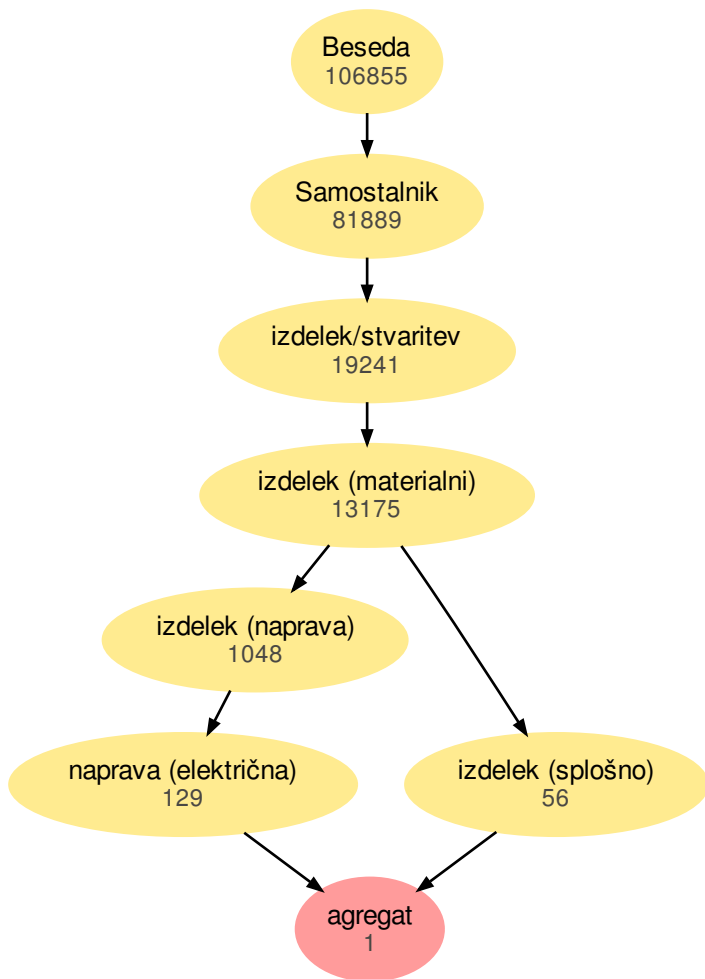 Beseda
106855
Samostalnik
81889
izdelek/stvaritev
19241
izdelek (materialni)
13175
izdelek (naprava)
1048
naprava (električna)
129
izdelek (splošno)
56
agregat
1